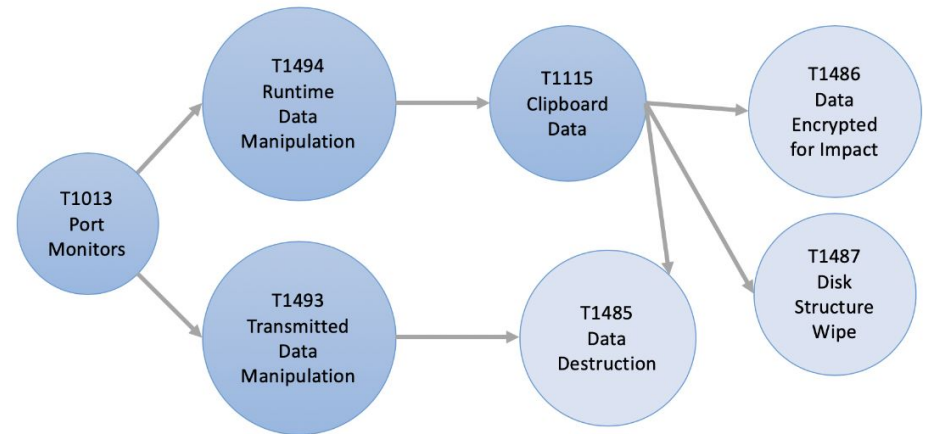 T1013
Port
Monitors
T1494
Runtime
Data
Manipulation
T1493
Transmitted
Data
Manipulation
T1115
Clipboard
Data
T1485
Data
Destruction
T1486
Data
Encrypted
for Impact
T1487
Disk
Structure
Wipe